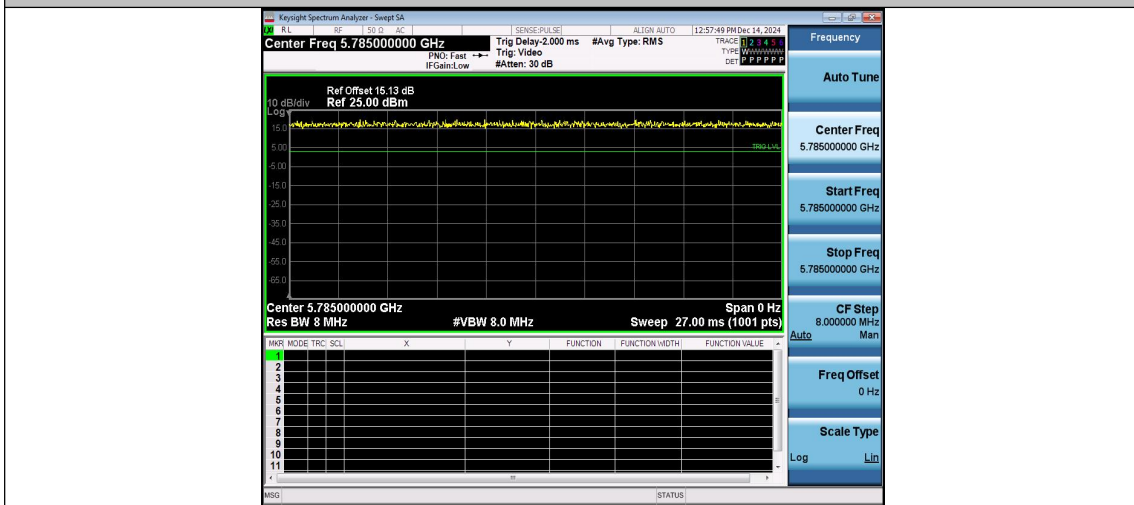 Keysight Spectrum Analyzer - Swept SA
RL RF 50 Ω AC SENSE:PULSE ALIGN AUTO 12:57:49 PM Dec 14, 2024
Center Freq 5.785000000 GHz
PNO: Fast
IFGain:Low
Trig Delay-2.000 ms
Trig: Video
#Atten: 30 dB
#Avg Type: RMS
TRACE 1 2 3 4 5 6
TYPE
DET P P P P P P
Ref Offset 15.13 dB
10 dB/div Ref 25.00 dBm
Log
15.0
5.00
TRIG LVL
-5.00
-15.0
-25.0
-35.0
-45.0
-55.0
-65.0
Center 5.785000000 GHz Span 0 Hz
Res BW 8 MHz #VBW 8.0 MHz Sweep 27.00 ms (1001 pts)
MKR MODE TRC SCL X Y FUNCTION FUNCTION WIDTH FUNCTION VALUE
1
2
3
4
5
6
7
8
9
10
11
MSG STATUS
Frequency
Auto Tune
Center Freq
5.785000000 GHz
Start Freq
5.785000000 GHz
Stop Freq
5.785000000 GHz
CF Step
8.000000 MHz
Auto Man
Freq Offset
0 Hz
Scale Type
Log Lin